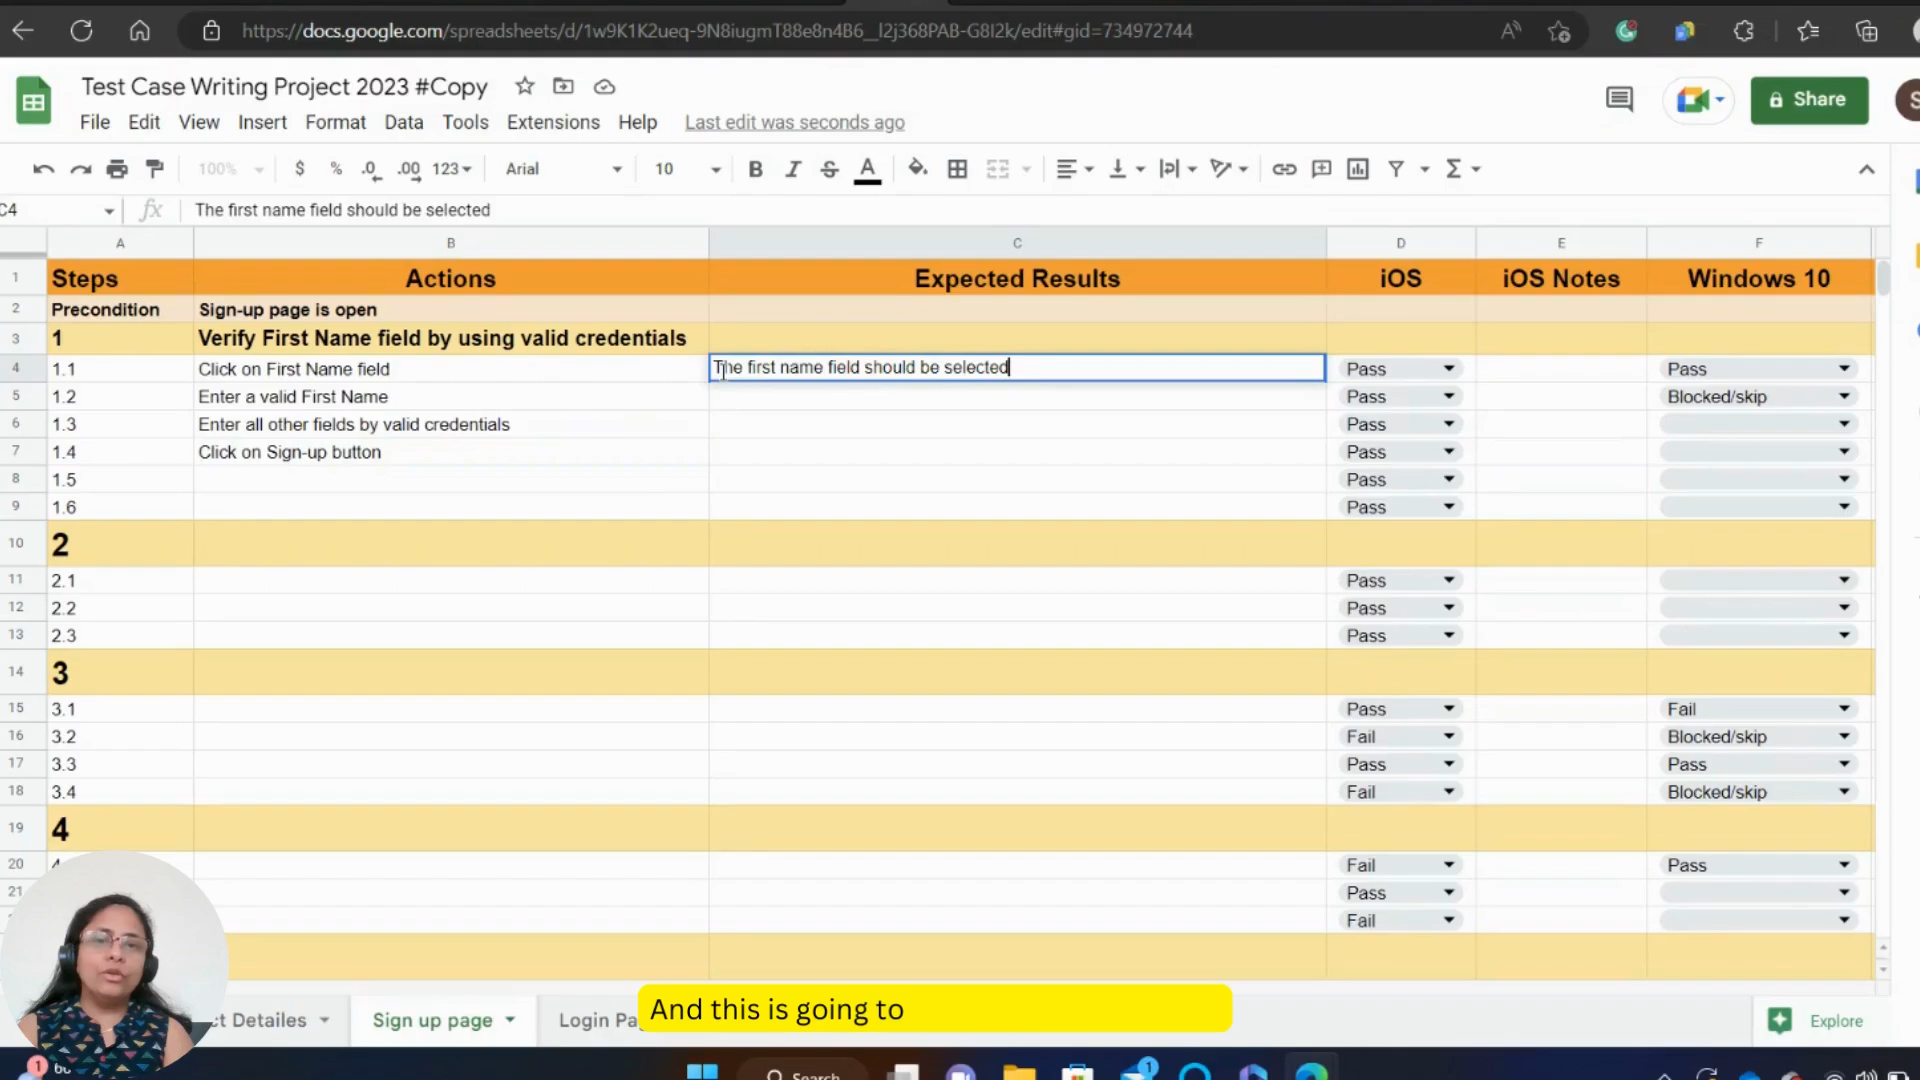 https://docs.google.com/spreadsheets/d/1w9K1K2ueq-9N8iugmT88e8n4B6__l2j368PAB-G8I2k/edit#gid=734972744
Test Case Writing Project 2023 #Copy
File Edit View Insert Format Data Tools Extensions Help Last edit was seconds ago
Share
S
100% $ % .0 .00 123 Arial 10 B I S A
C4 fx The first name field should be selected
A B C D E F
1 Steps Actions Expected Results iOS iOS Notes Windows 10
2 Precondition Sign-up page is open
3 1 Verify First Name field by using valid credentials
4 1.1 Click on First Name field The first name field should be selected Pass Pass
5 1.2 Enter a valid First Name Pass Blocked/skip
6 1.3 Enter all other fields by valid credentials Pass
7 1.4 Click on Sign-up button Pass
8 1.5 Pass
9 1.6 Pass
10 2
11 2.1 Pass
12 2.2 Pass
13 2.3 Pass
14 3
15 3.1 Pass Fail
16 3.2 Fail Blocked/skip
17 3.3 Pass Pass
18 3.4 Fail Blocked/skip
19 4
20 Fail Pass
21 Pass
Fail
ct Detailes Sign up page Login Pa
And this is going to
Explore
1
Search
1